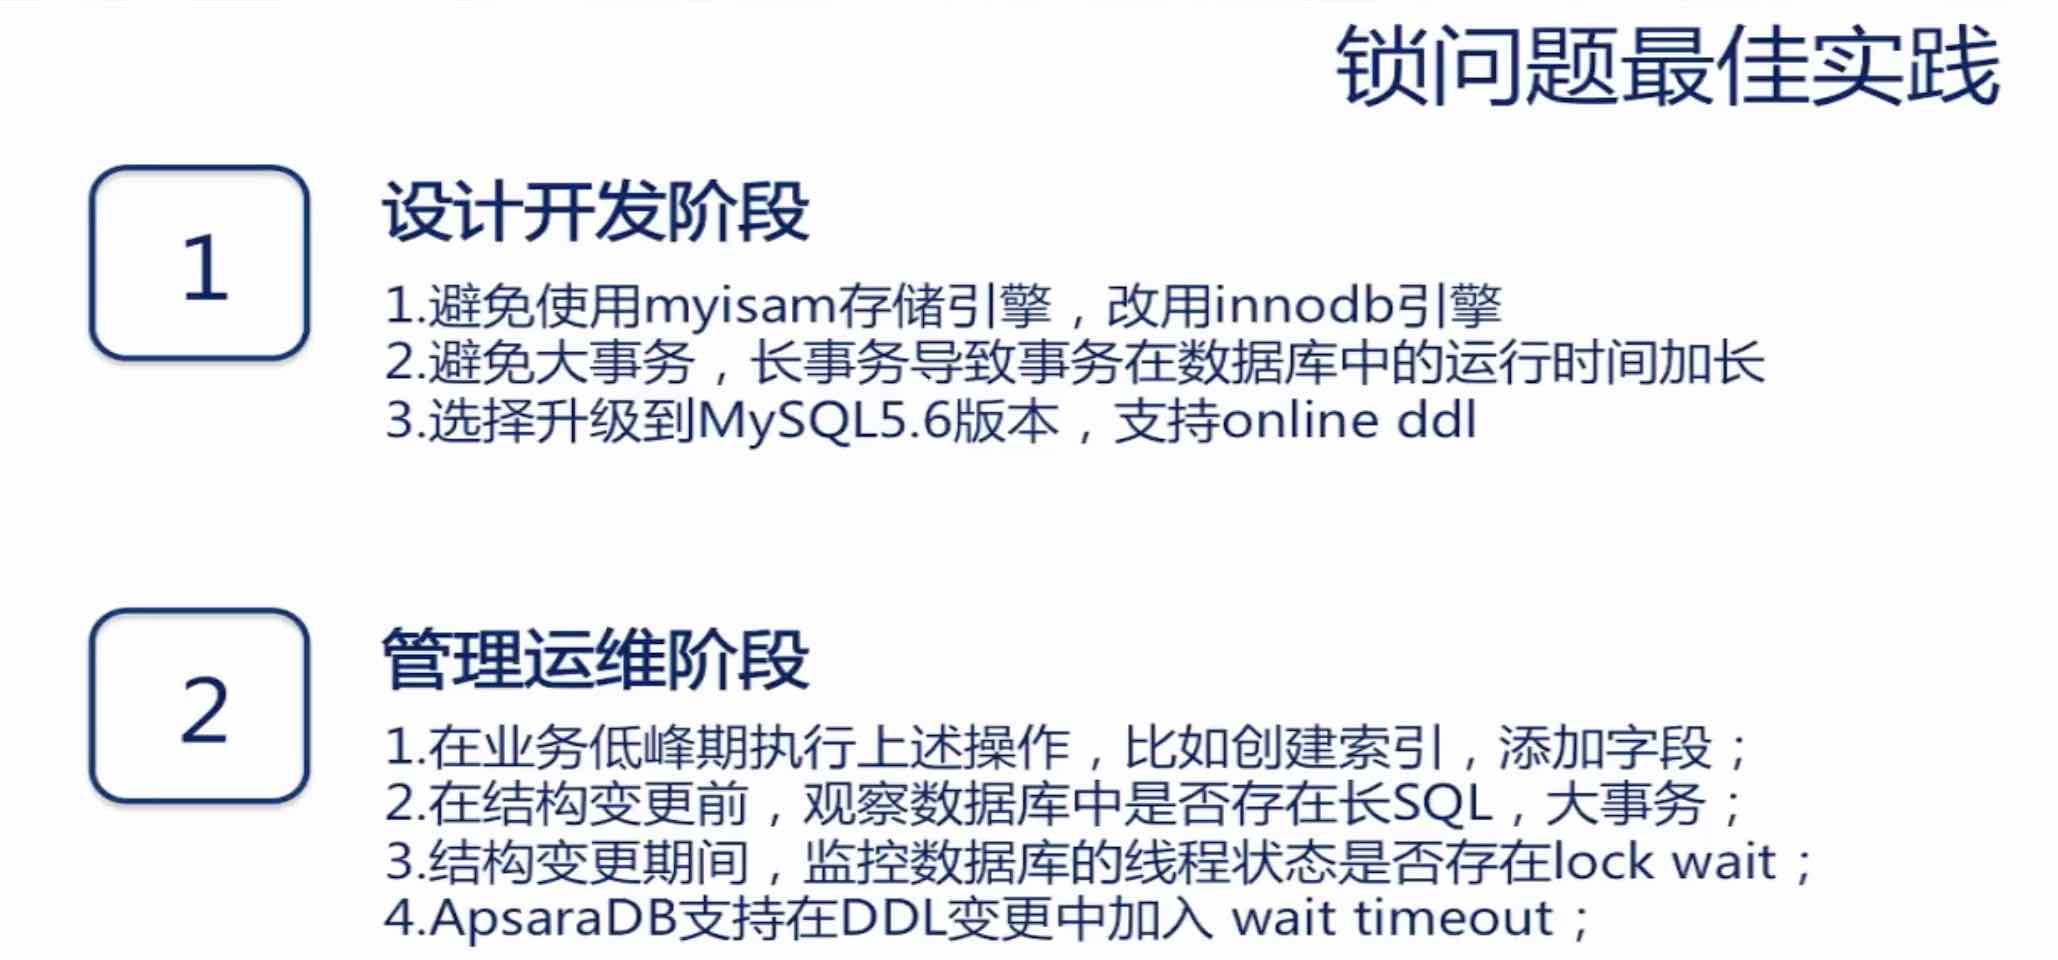 锁问题最佳实践
1
设计开发阶段
1.避免使用myisam存储引擎，改用innodb引擎
2.避免大事务，长事务导致事务在数据库中的运行时间加长
3.选择升级到MySQL5.6版本，支持online ddl
2
管理运维阶段
1.在业务低峰期执行上述操作，比如创建索引，添加字段；
2.在结构变更前，观察数据库中是否存在长SQL，大事务；
3.结构变更期间，监控数据库的线程状态是否存在lock wait；
4.ApsaraDB支持在DDL变更中加入 wait timeout；